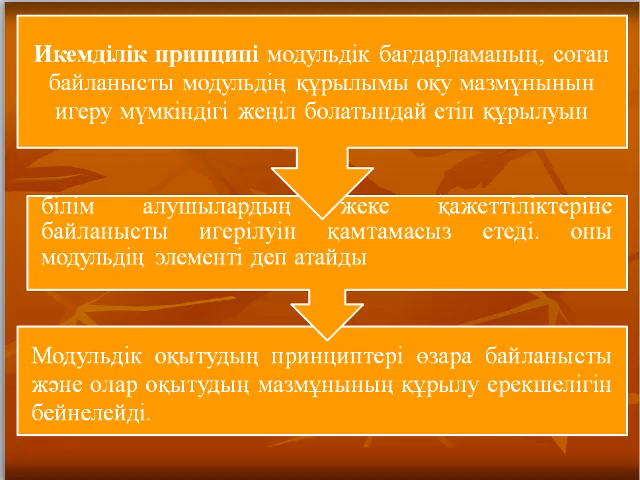 Икемділік принципі модульдік бағдарламаның, соған
байланысты модульдің құрылымы оқу мазмұнынын
игеру мүмкіндігі жеңіл болатындай етіп құрылуын
білім алушылардың жеке қажеттіліктеріне
байланысты игерілуін қамтамасыз етеді. оны
модульдің элементі деп атайды
Модульдік оқытудың принциптері өзара байланысты
және олар оқытудың мазмұнының құрылу ерекшелігін
бейнелейді.